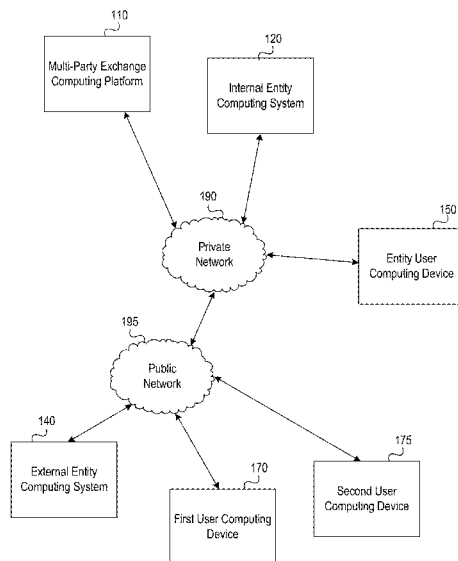 110
Multi-Party Exchange
Computing Platform
120
Internal Entity
Computing System
190
Private
Network
150
Entity User
Computing Device
195
Public
Network
140
External Entity
Computing System
170
First User Computing
Device
175
Second User
Computing Device